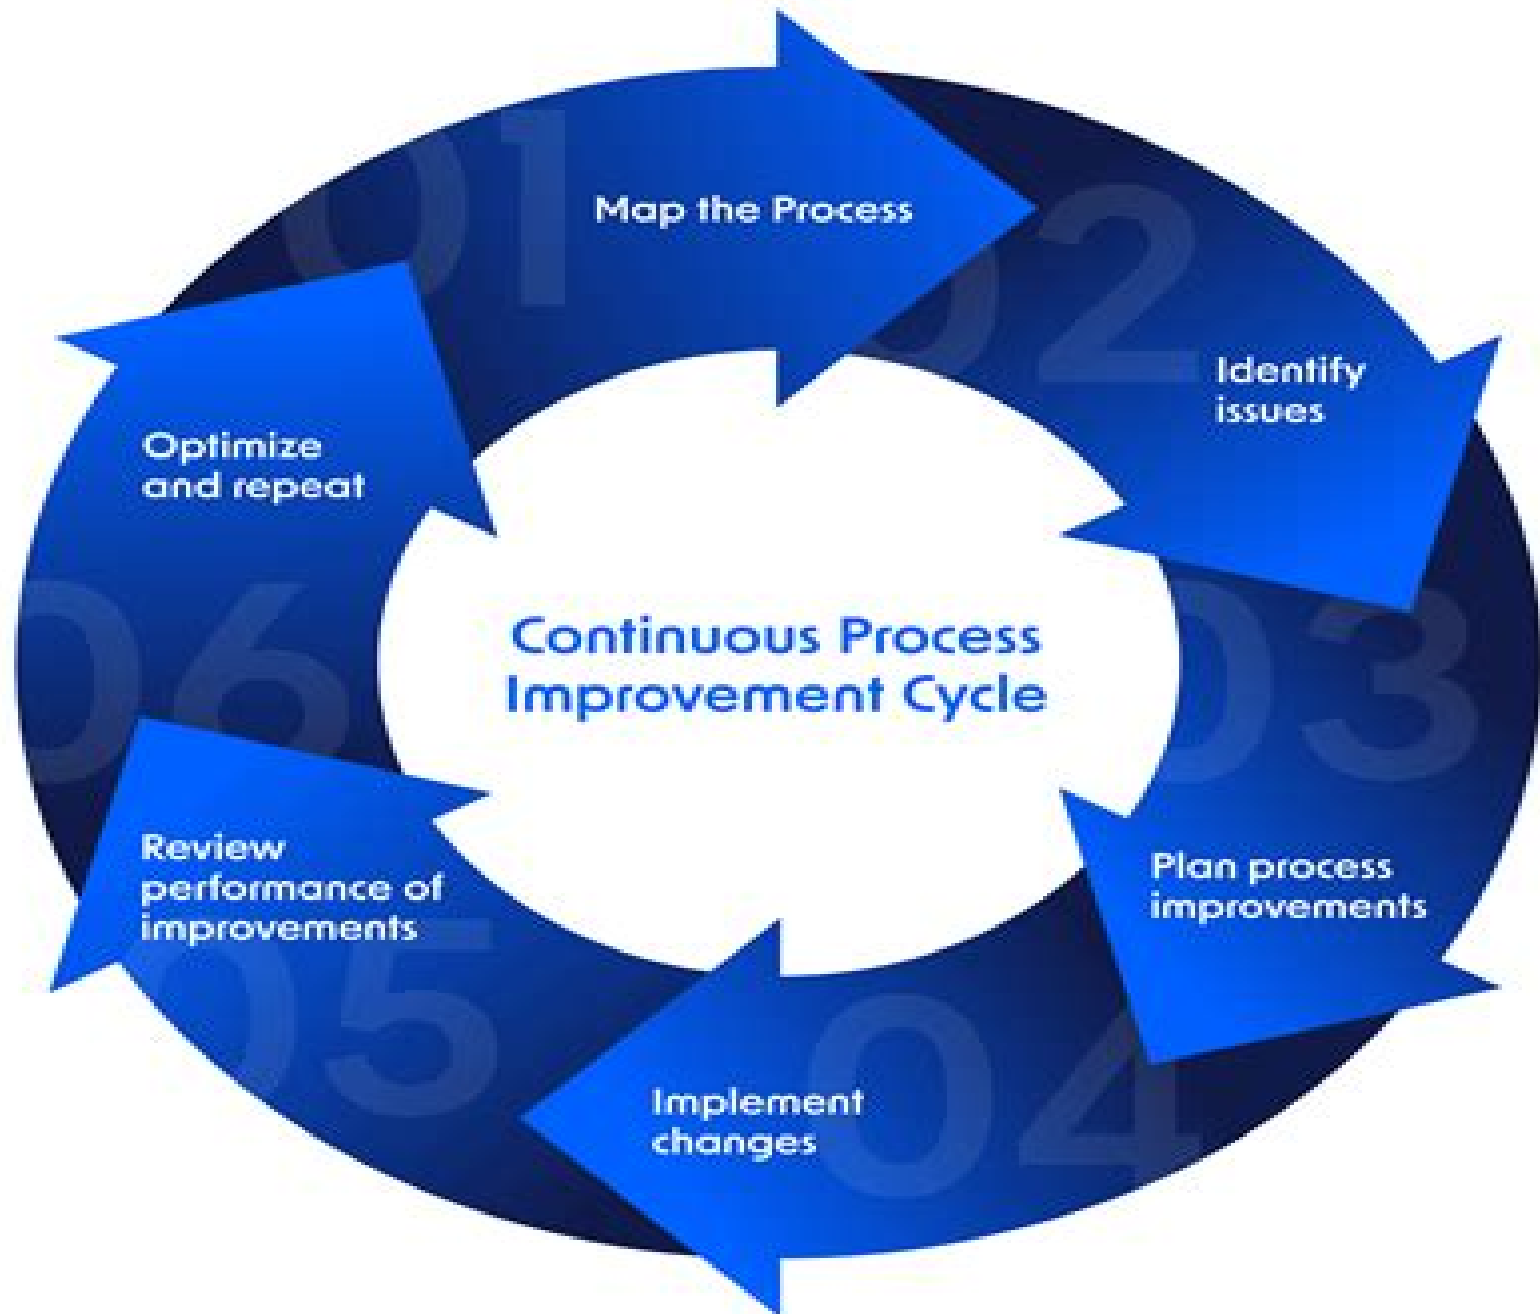 01
Map the Process
02
Identify
issues
03
Plan process
improvements
04
Implement
changes
05
Review
performance of
improvements
06
Optimize
and repeat
Continuous Process
Improvement Cycle